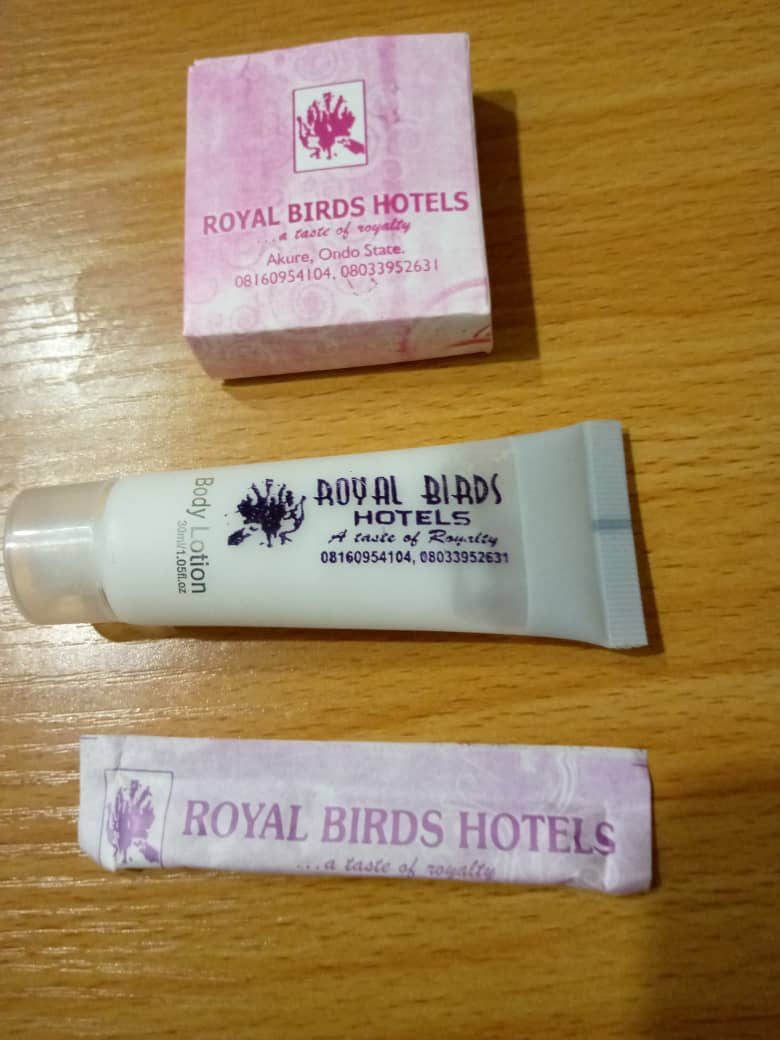 ROYAL BIRDS HOTELS
...a taste of royalty
Akure, Ondo State.
08160954104, 08033952631
Body Lotion
30ml/1.05fl.oz
ROYAL BIRDS
HOTELS
A taste of Royalty
08160954104, 08033952631
ROYAL BIRDS HOTELS
...a taste of royalty